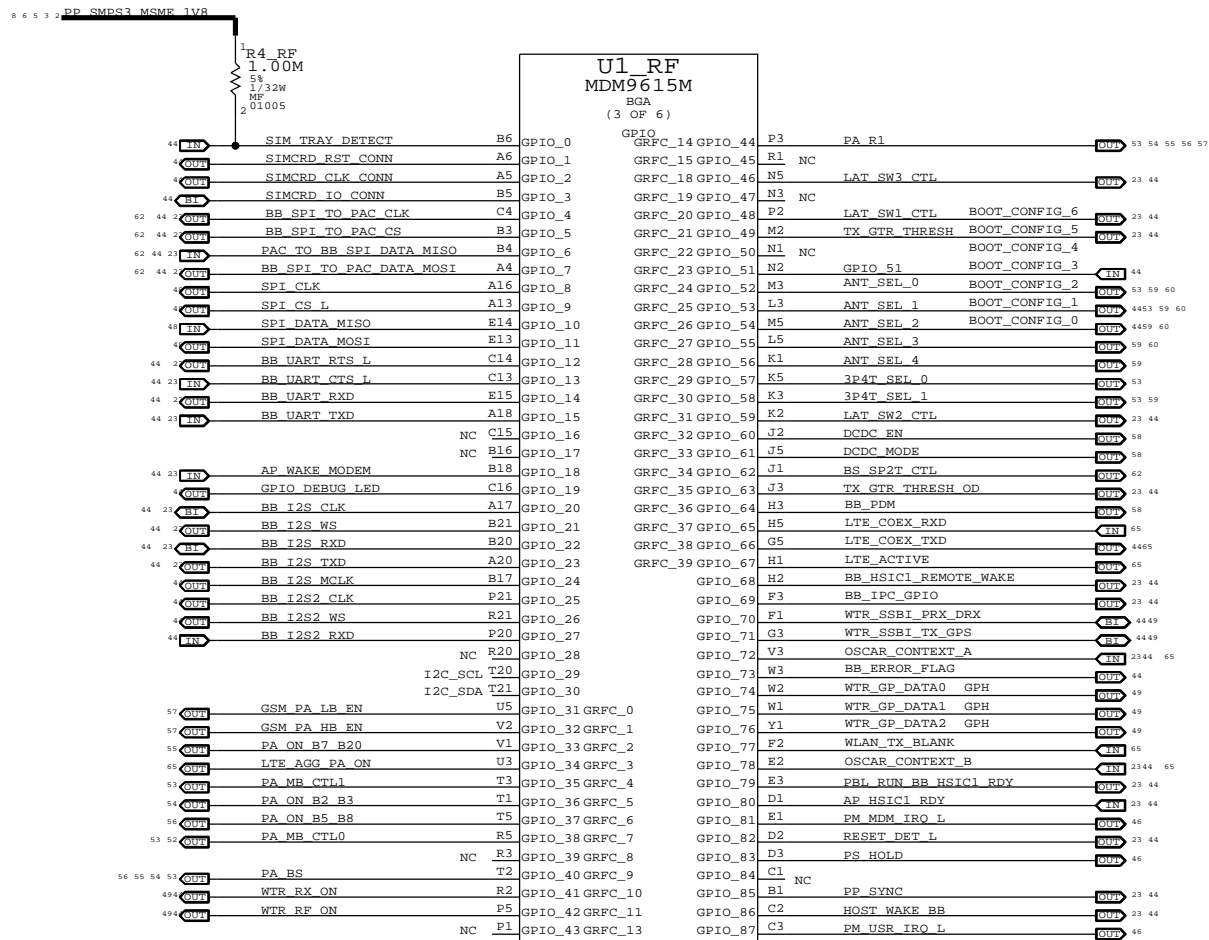 8 6 5 3 2 PP_SMPS3_MSME_1V8
1 R4_RF
1.00M
5%
1/32W
MF
2 01005
U1_RF
MDM9615M
BGA
(3 OF 6)
GPIO
44 IN SIM_TRAY_DETECT B6 GPIO_0 GRFC_14 GPIO_44 P3 PA_R1 OUT 53 54 55 56 57
OUT SIMCRD_RST_CONN A6 GPIO_1 GRFC_15 GPIO_45 R1 NC
OUT SIMCRD_CLK_CONN A5 GPIO_2 GRFC_18 GPIO_46 N5 LAT_SW3_CTL OUT 23 44
44 BI SIMCRD_IO_CONN B5 GPIO_3 GRFC_19 GPIO_47 N3 NC
62 44 OUT BB_SPI_TO_PAC_CLK C4 GPIO_4 GRFC_20 GPIO_48 P2 LAT_SW1_CTL BOOT_CONFIG_6 OUT 23 44
62 44 OUT BB_SPI_TO_PAC_CS B3 GPIO_5 GRFC_21 GPIO_49 M2 TX_GTR_THRESH BOOT_CONFIG_5 OUT 23 44
62 44 23 IN PAC_TO_BB_SPI_DATA_MISO B4 GPIO_6 GRFC_22 GPIO_50 N1 NC BOOT_CONFIG_4
62 44 OUT BB_SPI_TO_PAC_DATA_MOSI A4 GPIO_7 GRFC_23 GPIO_51 N2 GPIO_51 BOOT_CONFIG_3 IN 44
OUT SPI_CLK A16 GPIO_8 GRFC_24 GPIO_52 M3 ANT_SEL_0 BOOT_CONFIG_2 OUT 53 59 60
OUT SPI_CS_L A13 GPIO_9 GRFC_25 GPIO_53 L3 ANT_SEL_1 BOOT_CONFIG_1 OUT 4453 59 60
48 IN SPI_DATA_MISO E14 GPIO_10 GRFC_26 GPIO_54 M5 ANT_SEL_2 BOOT_CONFIG_0 OUT 4459 60
OUT SPI_DATA_MOSI E13 GPIO_11 GRFC_27 GPIO_55 L5 ANT_SEL_3 OUT 59 60
44 OUT BB_UART_RTS_L C14 GPIO_12 GRFC_28 GPIO_56 K1 ANT_SEL_4 OUT 59
44 23 IN BB_UART_CTS_L C13 GPIO_13 GRFC_29 GPIO_57 K5 3P4T_SEL_0 OUT 53
44 OUT BB_UART_RXD E15 GPIO_14 GRFC_30 GPIO_58 K3 3P4T_SEL_1 OUT 53 59
44 23 IN BB_UART_TXD A18 GPIO_15 GRFC_31 GPIO_59 K2 LAT_SW2_CTL OUT 23 44
NC C15 GPIO_16 GRFC_32 GPIO_60 J2 DCDC_EN OUT 58
NC B16 GPIO_17 GRFC_33 GPIO_61 J5 DCDC_MODE OUT 58
44 23 IN AP_WAKE_MODEM B18 GPIO_18 GRFC_34 GPIO_62 J1 BS_SP2T_CTL OUT 62
OUT GPIO_DEBUG_LED C16 GPIO_19 GRFC_35 GPIO_63 J3 TX_GTR_THRESH_OD OUT 23 44
44 23 BI BB_I2S_CLK A17 GPIO_20 GRFC_36 GPIO_64 H3 BB_PDM OUT 58
44 OUT BB_I2S_WS B21 GPIO_21 GRFC_37 GPIO_65 H5 LTE_COEX_RXD IN 65
44 23 BI BB_I2S_RXD B20 GPIO_22 GRFC_38 GPIO_66 G5 LTE_COEX_TXD OUT 4465
44 OUT BB_I2S_TXD A20 GPIO_23 GRFC_39 GPIO_67 H1 LTE_ACTIVE OUT 65
OUT BB_I2S_MCLK B17 GPIO_24 GPIO_68 H2 BB_HSIC1_REMOTE_WAKE OUT 23 44
OUT BB_I2S2_CLK P21 GPIO_25 GPIO_69 F3 BB_IPC_GPIO OUT 23 44
OUT BB_I2S2_WS R21 GPIO_26 GPIO_70 F1 WTR_SSBI_PRX_DRX BI 4449
44 IN BB_I2S2_RXD P20 GPIO_27 GPIO_71 G3 WTR_SSBI_TX_GPS BI 4449
NC R20 GPIO_28 GPIO_72 V3 OSCAR_CONTEXT_A IN 2344 65
I2C_SCL T20 GPIO_29 GPIO_73 W3 BB_ERROR_FLAG OUT 44
I2C_SDA T21 GPIO_30 GPIO_74 W2 WTR_GP_DATA0 GPH OUT 49
57 OUT GSM_PA_LB_EN U5 GPIO_31 GRFC_0 GPIO_75 W1 WTR_GP_DATA1 GPH OUT 49
57 OUT GSM_PA_HB_EN V2 GPIO_32 GRFC_1 GPIO_76 Y1 WTR_GP_DATA2 GPH OUT 49
55 OUT PA_ON_B7_B20 V1 GPIO_33 GRFC_2 GPIO_77 F2 WLAN_TX_BLANK IN 65
65 OUT LTE_AGG_PA_ON U3 GPIO_34 GRFC_3 GPIO_78 E2 OSCAR_CONTEXT_B IN 2344 65
53 OUT PA_MB_CTL1 T3 GPIO_35 GRFC_4 GPIO_79 E3 PBL_RUN_BB_HSIC1_RDY OUT 23 44
54 OUT PA_ON_B2_B3 T1 GPIO_36 GRFC_5 GPIO_80 D1 AP_HSIC1_RDY IN 23 44
56 OUT PA_ON_B5_B8 T5 GPIO_37 GRFC_6 GPIO_81 E1 PM_MDM_IRQ_L OUT 46
53 52 OUT PA_MB_CTL0 R5 GPIO_38 GRFC_7 GPIO_82 D2 RESET_DET_L OUT 23 44
NC R3 GPIO_39 GRFC_8 GPIO_83 D3 PS_HOLD OUT 46
56 55 54 53 OUT PA_BS T2 GPIO_40 GRFC_9 GPIO_84 C1 NC
494 OUT WTR_RX_ON R2 GPIO_41 GRFC_10 GPIO_85 B1 PP_SYNC OUT 23 44
494 OUT WTR_RF_ON P5 GPIO_42 GRFC_11 GPIO_86 C2 HOST_WAKE_BB OUT 23 44
NC P1 GPIO_43 GRFC_13 GPIO_87 C3 PM_USR_IRQ_L OUT 46